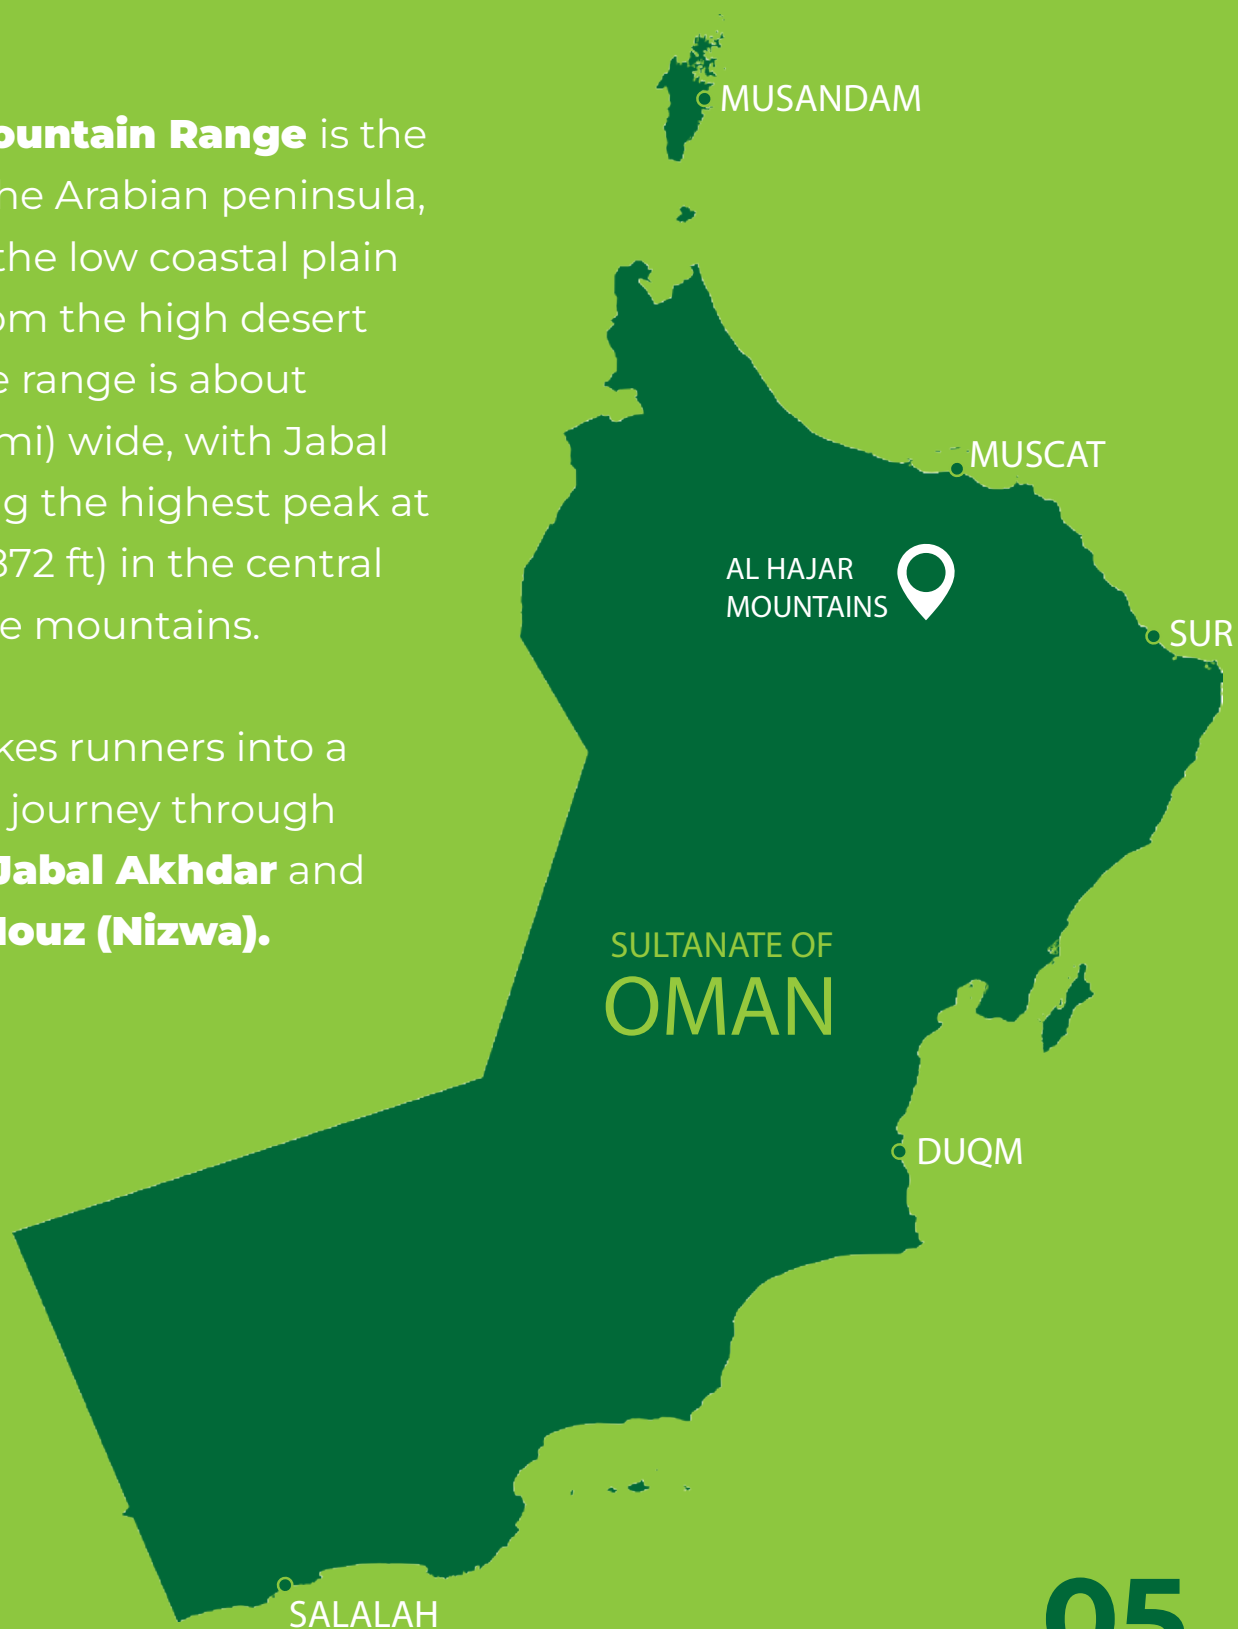 ountain Range is the
he Arabian peninsula,
the low coastal plain
om the high desert
e range is about
mi) wide, with Jabal
g the highest peak at
372 ft) in the central
e mountains.
kes runners into a
journey through
Jabal Akhdar and
Mouz (Nizwa).
MUSANDAM
MUSCAT
AL HAJAR
MOUNTAINS
SUR
SULTANATE OF
OMAN
DUQM
SALALAH
05